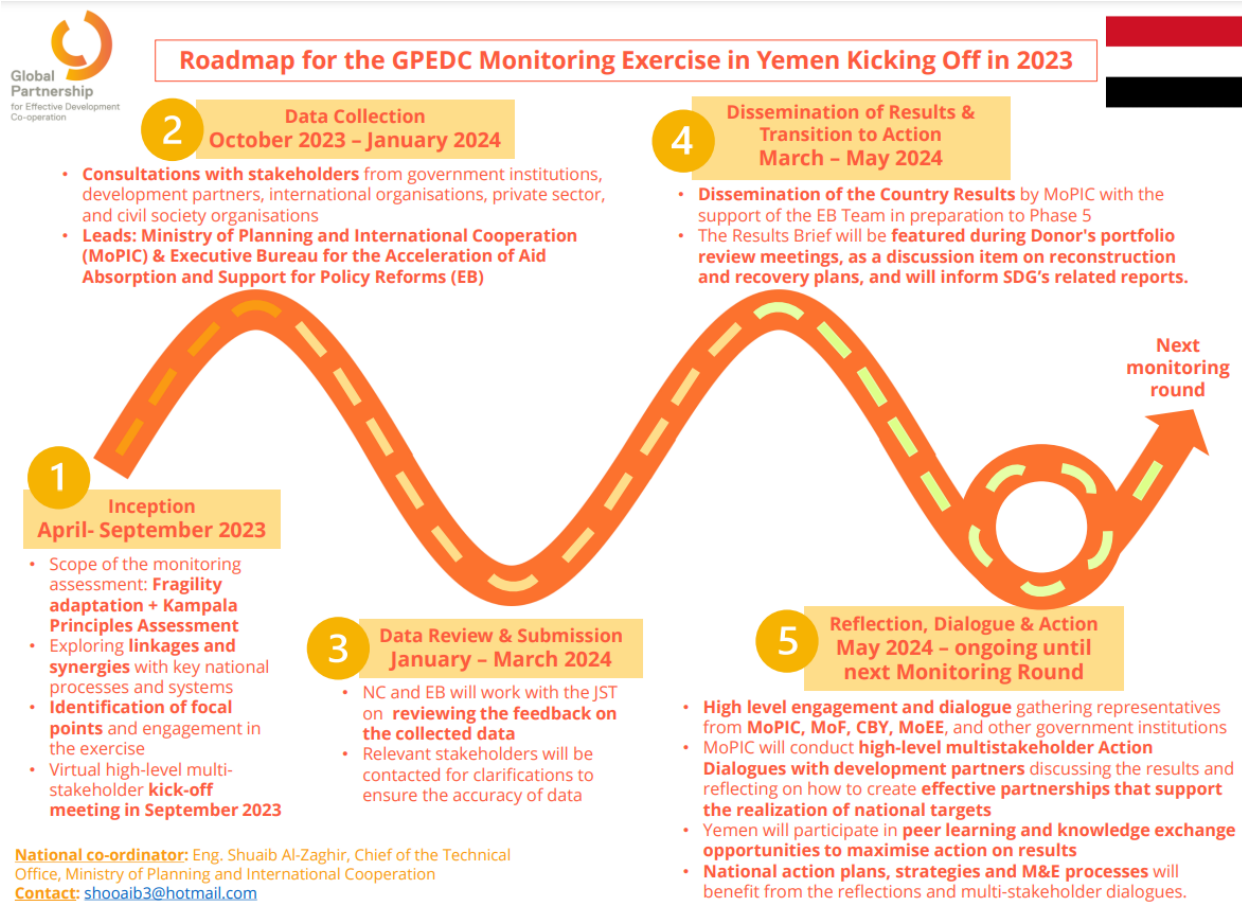 Global
Partnership
for Effective Development
Co-operation
Roadmap for the GPEDC Monitoring Exercise in Yemen Kicking Off in 2023
2
Data Collection
October 2023 – January 2024
• Consultations with stakeholders from government institutions,
development partners, international organisations, private sector,
and civil society organisations
• Leads: Ministry of Planning and International Cooperation
(MoPIC) & Executive Bureau for the Acceleration of Aid
Absorption and Support for Policy Reforms (EB)
4
Dissemination of Results &
Transition to Action
March – May 2024
• Dissemination of the Country Results by MoPIC with the
support of the EB Team in preparation to Phase 5
• The Results Brief will be featured during Donor's portfolio
review meetings, as a discussion item on reconstruction
and recovery plans, and will inform SDG’s related reports.
Next
monitoring
round
1
Inception
April- September 2023
• Scope of the monitoring
assessment: Fragility
adaptation + Kampala
Principles Assessment
• Exploring linkages and
synergies with key national
processes and systems
• Identification of focal
points and engagement in
the exercise
• Virtual high-level multi-
stakeholder kick-off
meeting in September 2023
3
Data Review & Submission
January – March 2024
• NC and EB will work with the JST
on reviewing the feedback on
the collected data
• Relevant stakeholders will be
contacted for clarifications to
ensure the accuracy of data
5
Reflection, Dialogue & Action
May 2024 – ongoing until
next Monitoring Round
• High level engagement and dialogue gathering representatives
from MoPIC, MoF, CBY, MoEE, and other government institutions
• MoPIC will conduct high-level multistakeholder Action
Dialogues with development partners discussing the results and
reflecting on how to create effective partnerships that support
the realization of national targets
• Yemen will participate in peer learning and knowledge exchange
opportunities to maximise action on results
• National action plans, strategies and M&E processes will
benefit from the reflections and multi-stakeholder dialogues.
National co-ordinator: Eng. Shuaib Al-Zaghir, Chief of the Technical
Office, Ministry of Planning and International Cooperation
Contact: shooaib3@hotmail.com